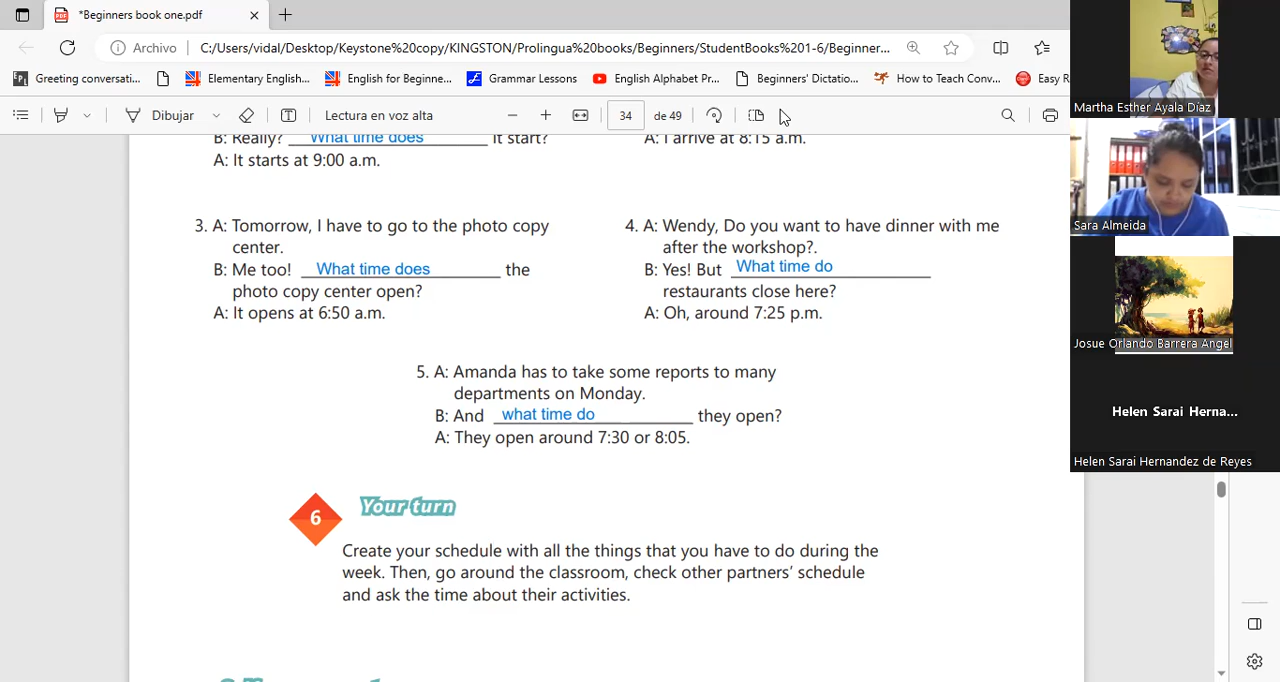 *Beginners book one.pdf
Archivo
C:/Users/vidal/Desktop/Keystone%20copy/KINGSTON/Prolingua%20books/Beginners/StudentBooks%201-6/Beginner...
Greeting conversati...
Elementary English...
English for Beginne...
Grammar Lessons
English Alphabet Pr...
Beginners' Dictatio...
How to Teach Conv...
Easy R
Dibujar
Lectura en voz alta
34
de 49
B: Really? What time does it start?
A: It starts at 9:00 a.m.
A: I arrive at 8:15 a.m.
3. A: Tomorrow, I have to go to the photo copy
center.
B: Me too! What time does the
photo copy center open?
A: It opens at 6:50 a.m.
4. A: Wendy, Do you want to have dinner with me
after the workshop?.
B: Yes! But What time do
restaurants close here?
A: Oh, around 7:25 p.m.
5. A: Amanda has to take some reports to many
departments on Monday.
B: And what time do they open?
A: They open around 7:30 or 8:05.
6
Your turn
Create your schedule with all the things that you have to do during the
week. Then, go around the classroom, check other partners' schedule
and ask the time about their activities.
Martha Esther Ayala Díaz
Sara Almeida
Josue Orlando Barrera Angel
Helen Sarai Herna...
Helen Sarai Hernandez de Reyes